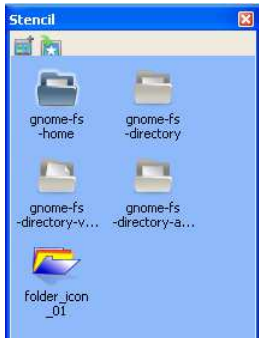 Stencil
gnome-fs
-home
gnome-fs
-directory
gnome-fs
-directory-v...
gnome-fs
-directory-a...
folder_icon
_01